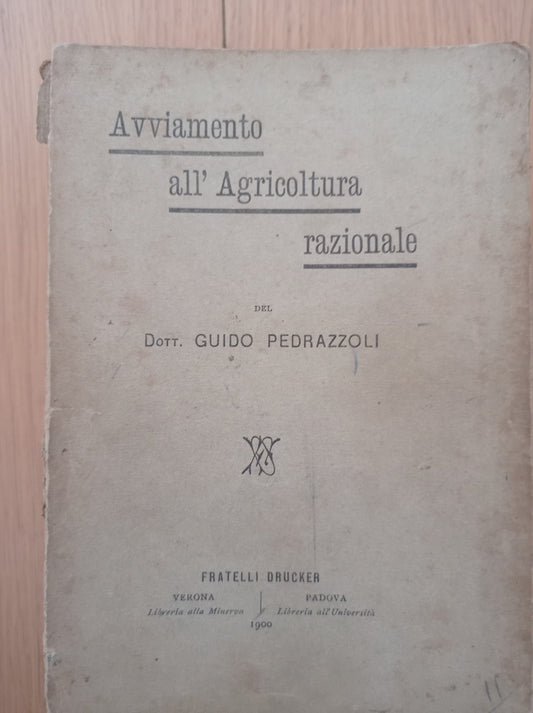 Avviamento
all' Agricoltura
razionale
DEL
DOTT. GUIDO PEDRAZZOLI
FRATELLI DRUCKER
VERONA PADOVA
Libreria alla Minerva Libreria all'Università
1900